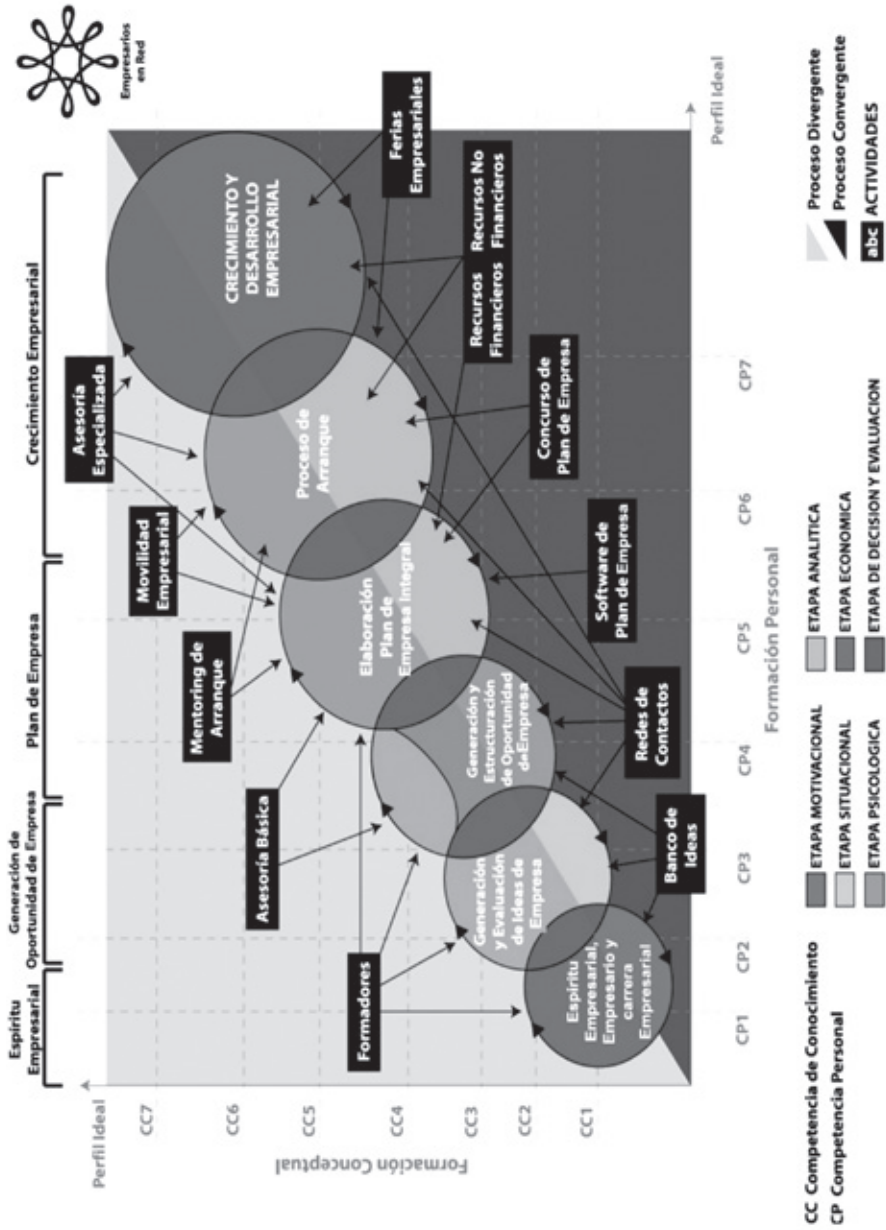 Empresarios
en Red
Espíritu
Empresarial
Generación de
Oportunidad de Empresa
Plan de Empresa
Crecimiento Empresarial
Perfil Ideal
CC7
CC6
CC5
CC4
CC3
CC2
CC1
Formación Conceptual
Formadores
Asesoría Básica
Mentoring de
Arranque
Movilidad
Empresarial
Asesoría
Especializada
Espíritu
Empresarial,
Empresario y
carrera
Empresarial
Generación
y Evaluación
de Ideas de
Empresa
Generación y
Estructuración
de Oportunidad
de Empresa
Elaboración
Plan de
Empresa Integral
Proceso de
Arranque
CRECIMIENTO Y
DESARROLLO
EMPRESARIAL
Banco de
Ideas
Redes de
Contactos
Software de
Plan de Empresa
Concurso de
Plan de Empresa
Recursos
Financieros
Recursos No
Financieros
Ferias
Empresariales
CP1
CP2
CP3
CP4
CP5
CP6
CP7
Perfil Ideal
Formación Personal
CC Competencia de Conocimiento
CP Competencia Personal
ETAPA MOTIVACIONAL
ETAPA SITUACIONAL
ETAPA PSICOLOGICA
ETAPA ANALITICA
ETAPA ECONOMICA
ETAPA DE DECISION Y EVALUACION
Proceso Divergente
Proceso Convergente
abc ACTIVIDADES